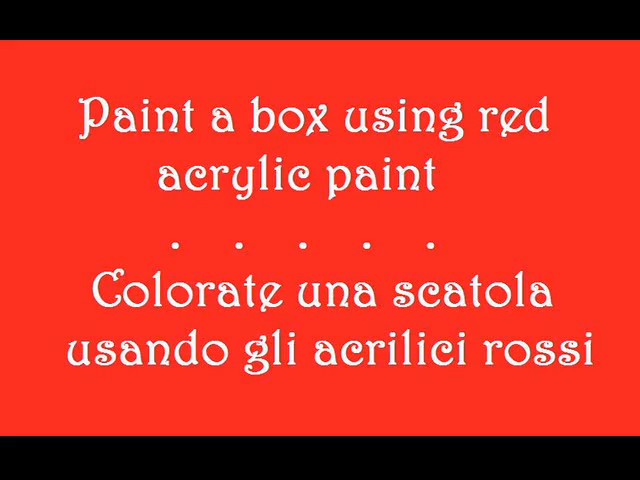 Paint a box using red
acrylic paint
. . . . .
Colorate una scatola
usando gli acrilici rossi